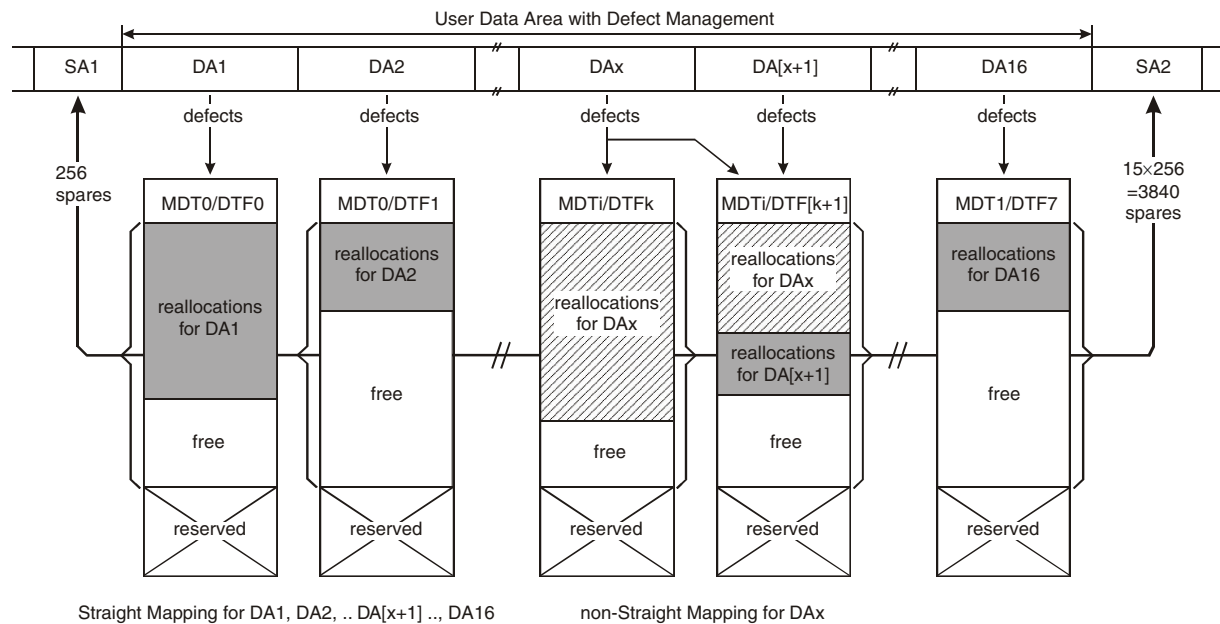 User Data Area with Defect Management
SA1 DA1 DA2 DAx DA[x+1] DA16 SA2
defects defects defects defects defects
256
spares
15×256
=3840
spares
MDT0/DTF0 MDT0/DTF1 MDTi/DTFk MDTi/DTF[k+1] MDT1/DTF7
reallocations
for DA1
free
reserved
reallocations
for DA2
free
reserved
reallocations
for DAx
free
reserved
reallocations
for DAx
reallocations
for DA[x+1]
free
reserved
reallocations
for DA16
free
reserved
Straight Mapping for DA1, DA2, .. DA[x+1] .., DA16 non-Straight Mapping for DAx